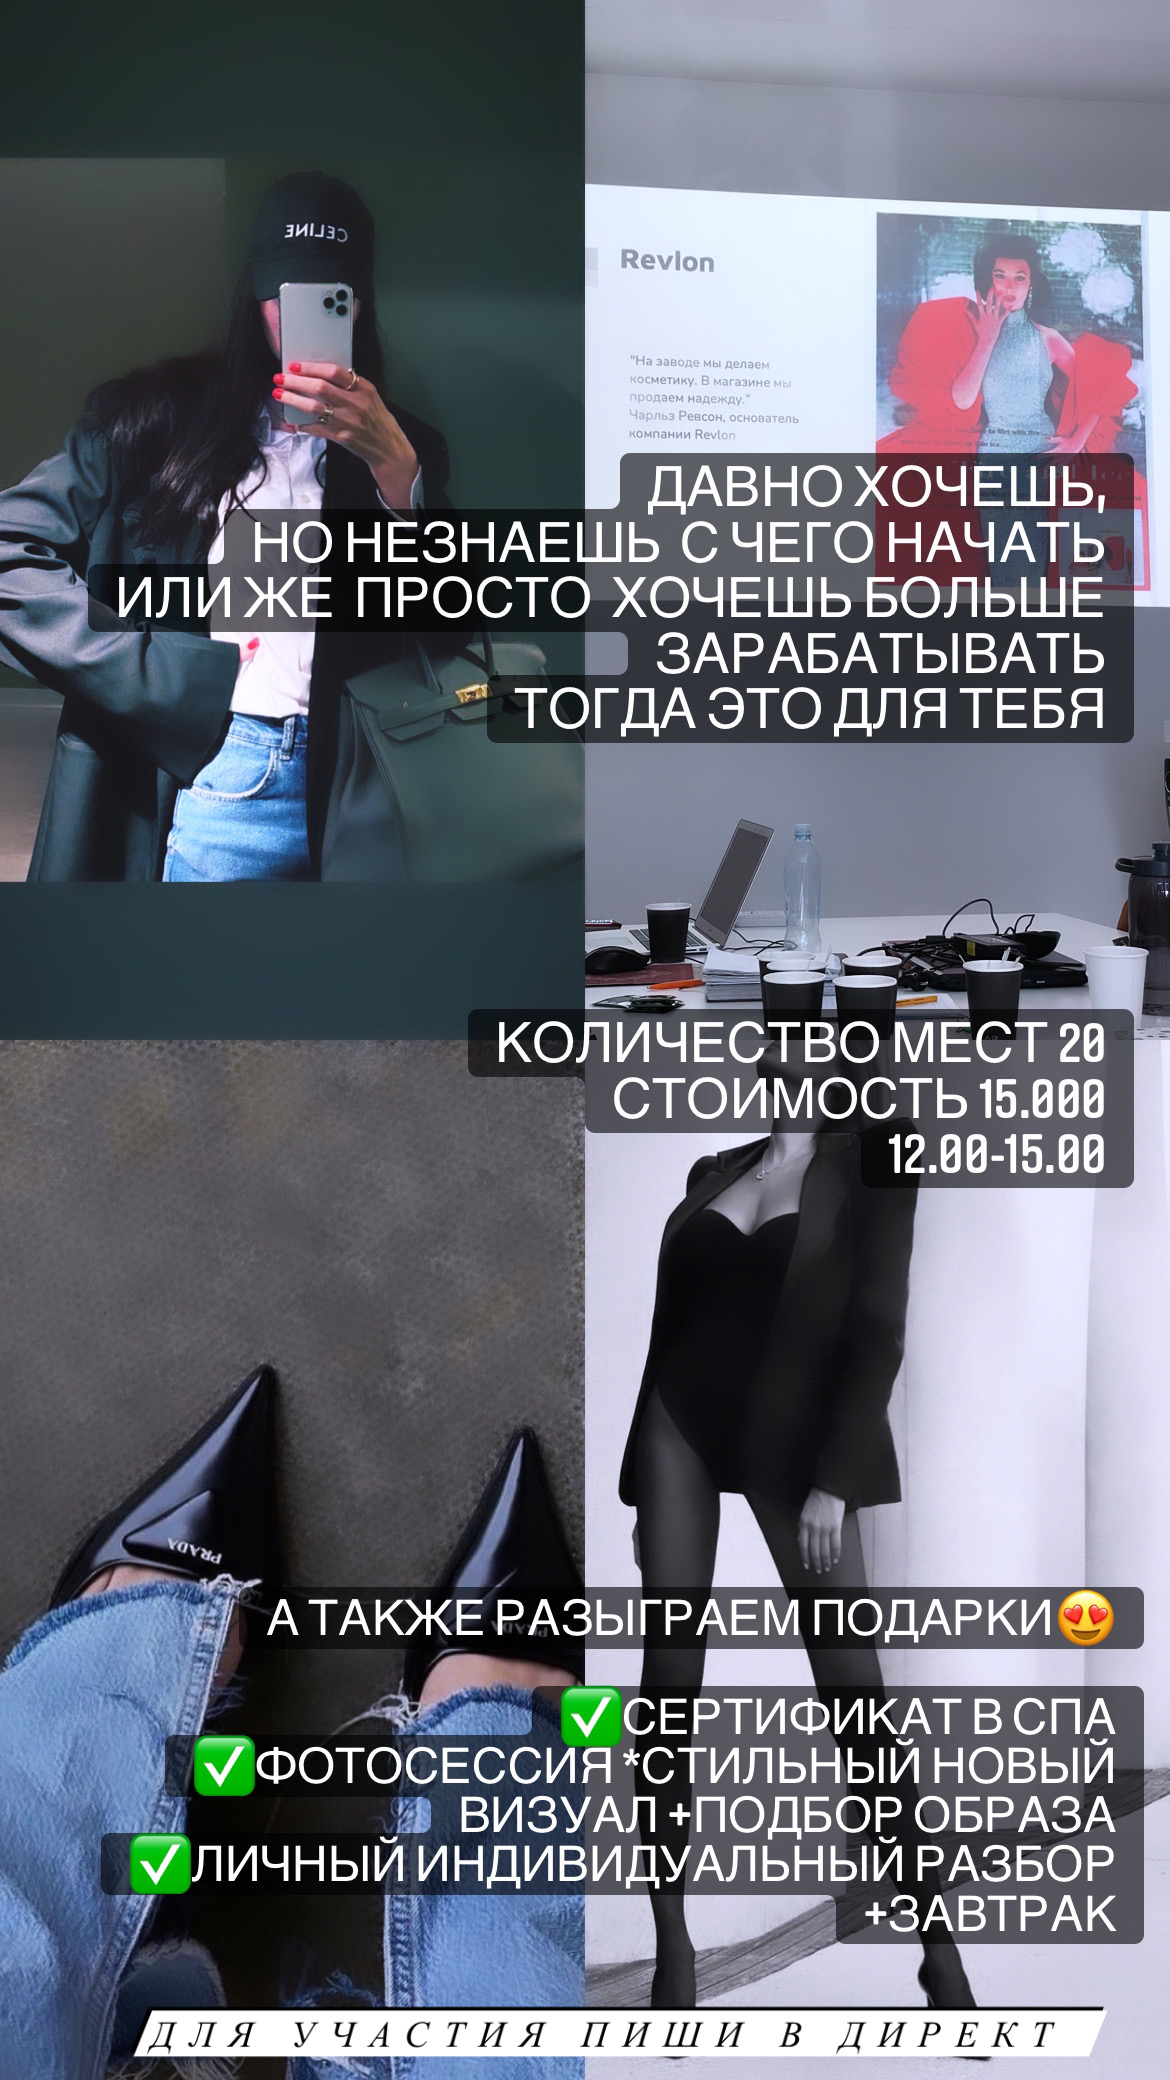 CELINE
Revlon
"На заводе мы делаем
косметику. В магазине мы
продаем надежду."
Чарльз Ревсон, основатель
компании Revlon
ДАВНО ХОЧЕШЬ,
НО НЕЗНАЕШЬ С ЧЕГО НАЧАТЬ
ИЛИ ЖЕ ПРОСТО ХОЧЕШЬ БОЛЬШЕ
ЗАРАБАТЫВАТЬ
ТОГДА ЭТО ДЛЯ ТЕБЯ
КОЛИЧЕСТВО МЕСТ 20
СТОИМОСТЬ 15.000
12.00-15.00
PRADA
PRADA
А ТАКЖЕ РАЗЫГРАЕМ ПОДАРКИ😍
✅СЕРТИФИКАТ В СПА
✅ФОТОСЕССИЯ *СТИЛЬНЫЙ НОВЫЙ
ВИЗУАЛ +ПОДБОР ОБРАЗА
✅ЛИЧНЫЙ ИНДИВИДУАЛЬНЫЙ РАЗБОР
+ЗАВТРАК
ДЛЯ УЧАСТИЯ ПИШИ В ДИРЕКТ